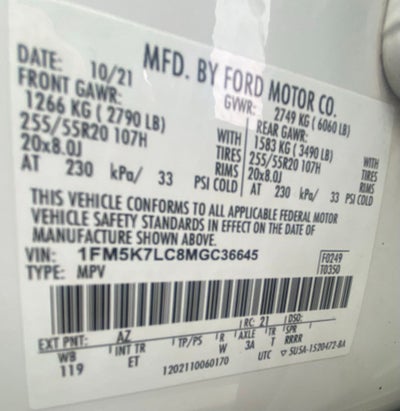 MFD. BY FORD MOTOR CO.
DATE: 10/21 GVWR: 2749 KG (6060 LB)
FRONT GAWR: REAR GAWR:
1266 KG (2790 LB) WITH 1583 KG (3490 LB) WITH
255/55R20 107H TIRES 255/55R20 107H TIRES
20x8.0J RIMS 20x8.0J RIMS
AT 230 kPa/ 33 PSI COLD AT 230 kPa/ 33 PSI COLD
THIS VEHICLE CONFORMS TO ALL APPLICABLE FEDERAL MOTOR
VEHICLE SAFETY STANDARDS IN EFFECT ON THE DATE OF
MANUFACTURE SHOWN ABOVE.
VIN: 1FM5K7LC8MGC36645 F0249
TYPE: MPV T0350
EXT PNT: AZ RC: 21 DSO:
WB INT TR TP/PS R AXLE TR SPR
119 ET W 3A T RRRR
1202110060170 UTC ▽ 5U5A-1520472-BA